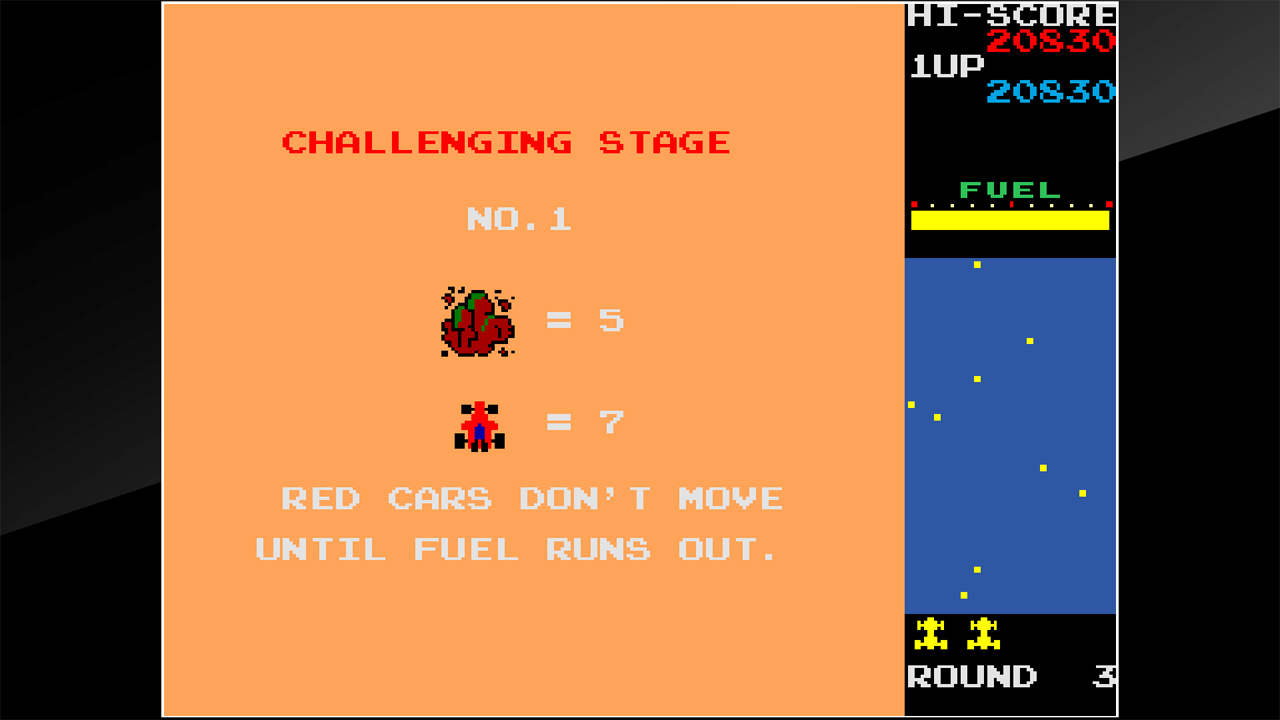 CHALLENGING STAGE
NO.1
= 5
= 7
RED CARS DON'T MOVE
UNTIL FUEL RUNS OUT.
HI-SCORE
20830
1UP
20830
FUEL
ROUND 3